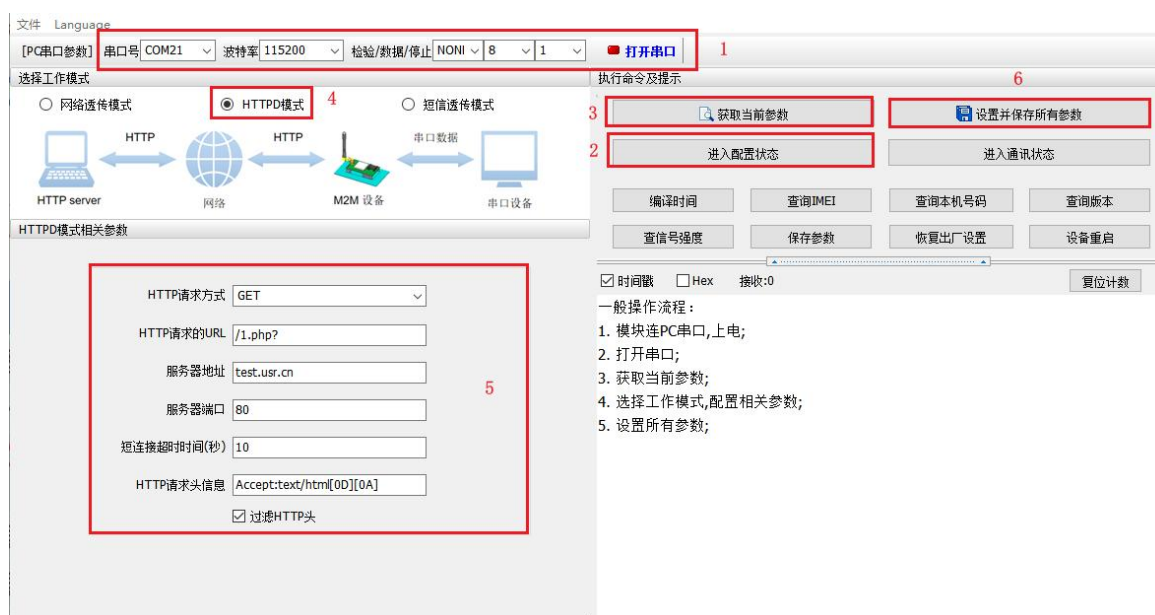 文件 Language
[PC串口参数] 串口号 COM21 波特率 115200 检验/数据/停止 NONI 8 1 打开串口 1
选择工作模式
网络透传模式 HTTPD模式 4 短信透传模式
HTTP HTTP 串口数据
HTTP server 网络 M2M 设备 串口设备
HTTPD模式相关参数
HTTP请求方式 GET
HTTP请求的URL /1.php?
服务器地址 test.usr.cn
服务器端口 80
短连接超时时间(秒) 10
HTTP请求头信息 Accept:text/html[0D][0A]
过滤HTTP头
5
执行命令及提示 6
3 获取当前参数 设置并保存所有参数
2 进入配置状态 进入通讯状态
编译时间 查询IMEI 查询本机号码 查询版本
查信号强度 保存参数 恢复出厂设置 设备重启
时间戳 Hex 接收:0 复位计数
一般操作流程：
1. 模块连PC串口,上电;
2. 打开串口;
3. 获取当前参数;
4. 选择工作模式,配置相关参数;
5. 设置所有参数;